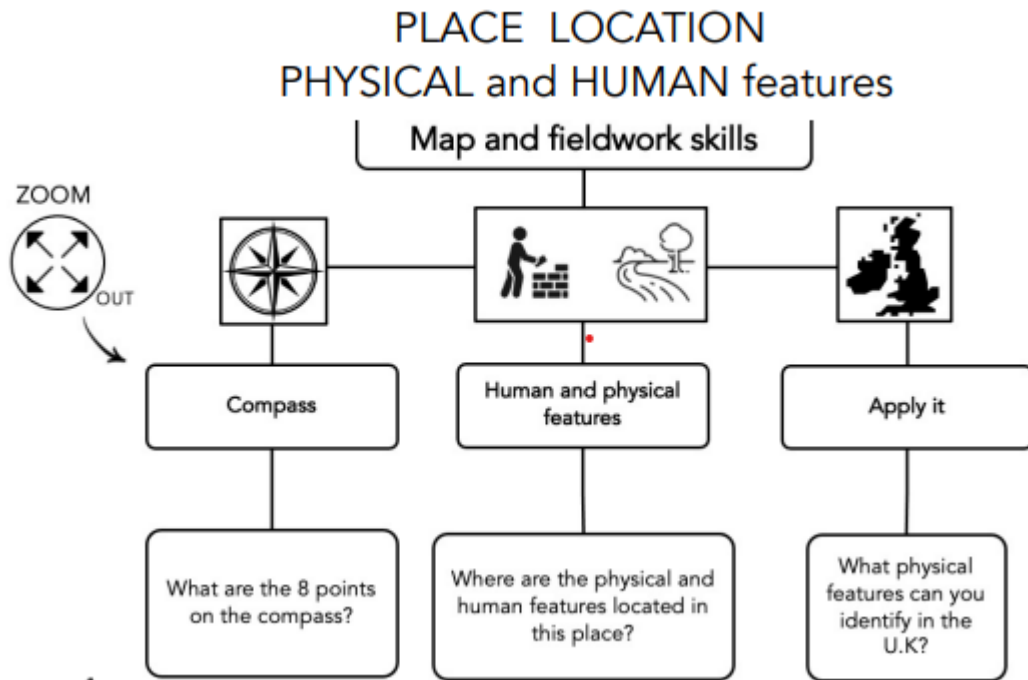 PLACE LOCATION
PHYSICAL and HUMAN features
Map and fieldwork skills
ZOOM
OUT
Compass
Human and physical
features
Apply it
What are the 8 points
on the compass?
Where are the physical and
human features located in
this place?
What physical
features can you
identify in the
U.K?